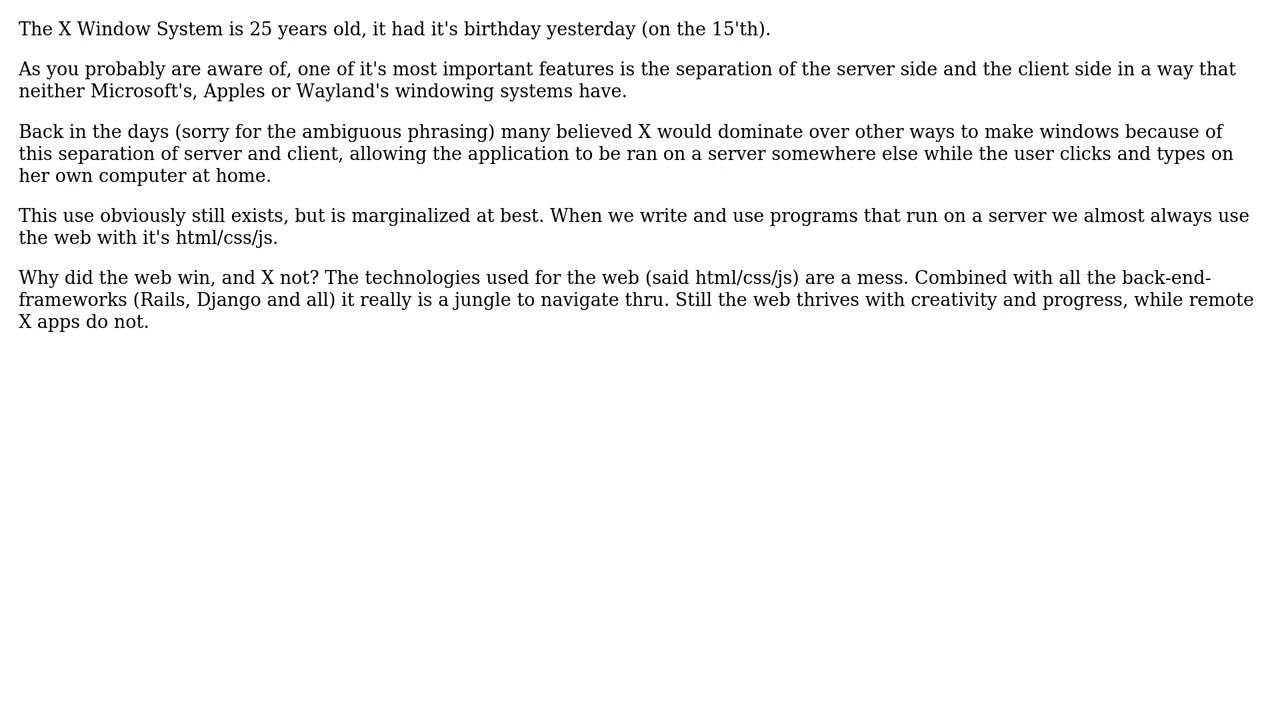 The X Window System is 25 years old, it had it's birthday yesterday (on the 15'th).
As you probably are aware of, one of it's most important features is the separation of the server side and the client side in a way that
neither Microsoft's, Apples or Wayland's windowing systems have.
Back in the days (sorry for the ambiguous phrasing) many believed X would dominate over other ways to make windows because of
this separation of server and client, allowing the application to be ran on a server somewhere else while the user clicks and types on
her own computer at home.
This use obviously still exists, but is marginalized at best. When we write and use programs that run on a server we almost always use
the web with it's html/css/js.
Why did the web win, and X not? The technologies used for the web (said html/css/js) are a mess. Combined with all the back-end-
frameworks (Rails, Django and all) it really is a jungle to navigate thru. Still the web thrives with creativity and progress, while remote
X apps do not.